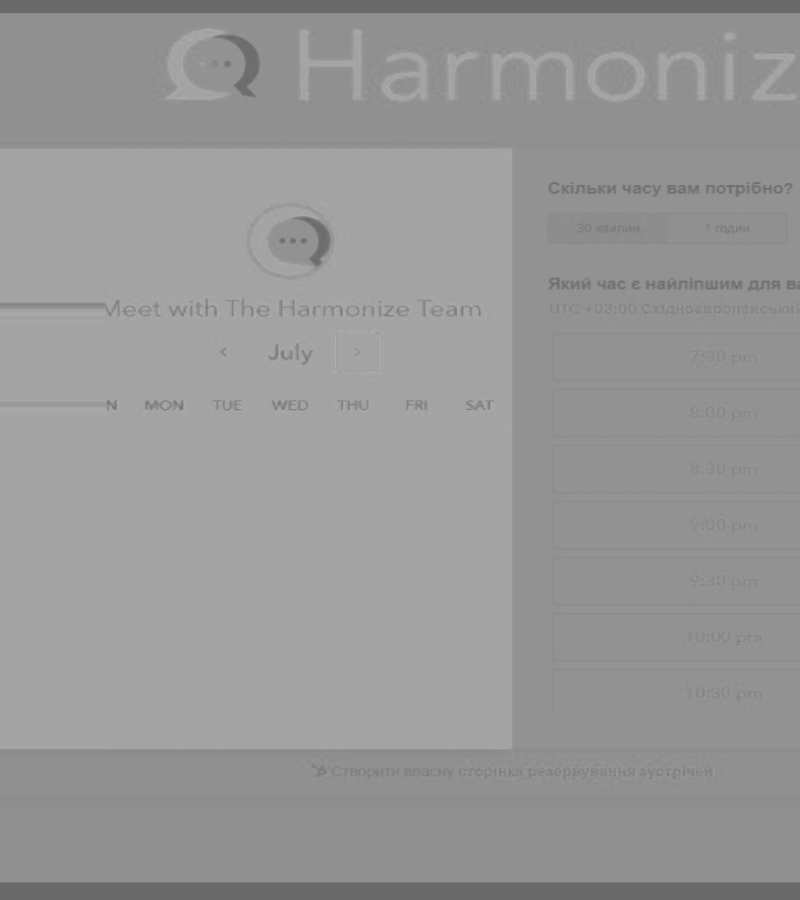 Harmoniz
Meet with The Harmonize Team
July
N MON TUE WED THU FRI SAT
Скільки часу вам потрібно?
30 хвилин 1 годин
Який час є найліпшим для ва
UTC +03:00 Східноєвропейський
7:30 pm
8:00 pm
8:30 pm
9:00 pm
9:30 pm
10:00 pm
10:30 pm
Створити власну сторінка резервування зустрічей